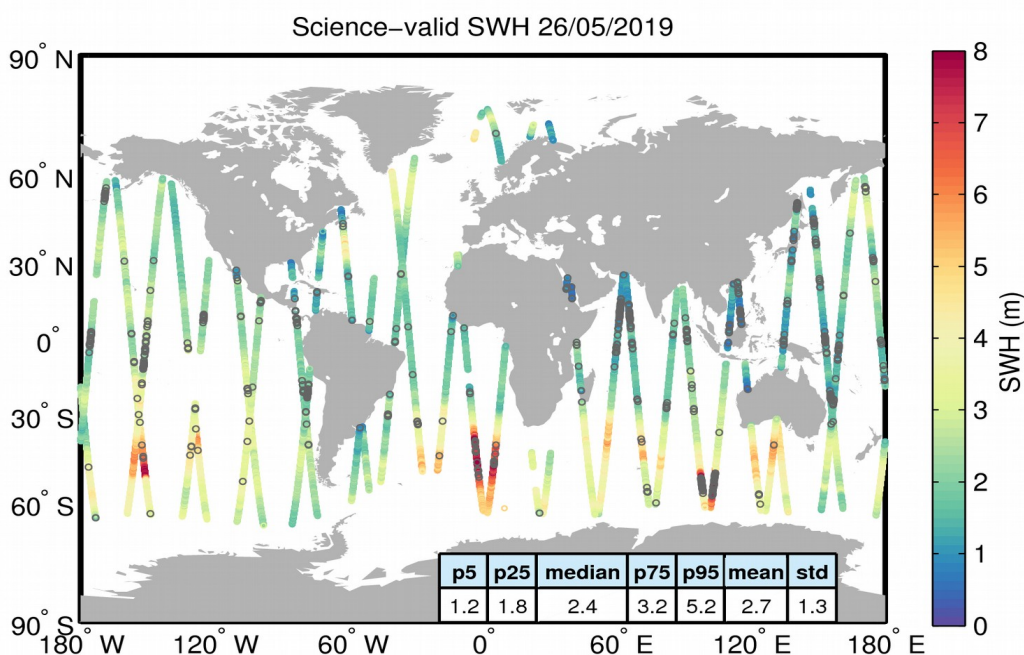 Science−valid SWH 26/05/2019
90° N
60° N
30° N
0°
30° S
60° S
90° S
180° W
120° W
60° W
0°
60° E
120° E
180° E
p5 p25 median p75 p95 mean std
1.2 1.8 2.4 3.2 5.2 2.7 1.3
8
7
6
5
4
3
2
1
0
SWH (m)